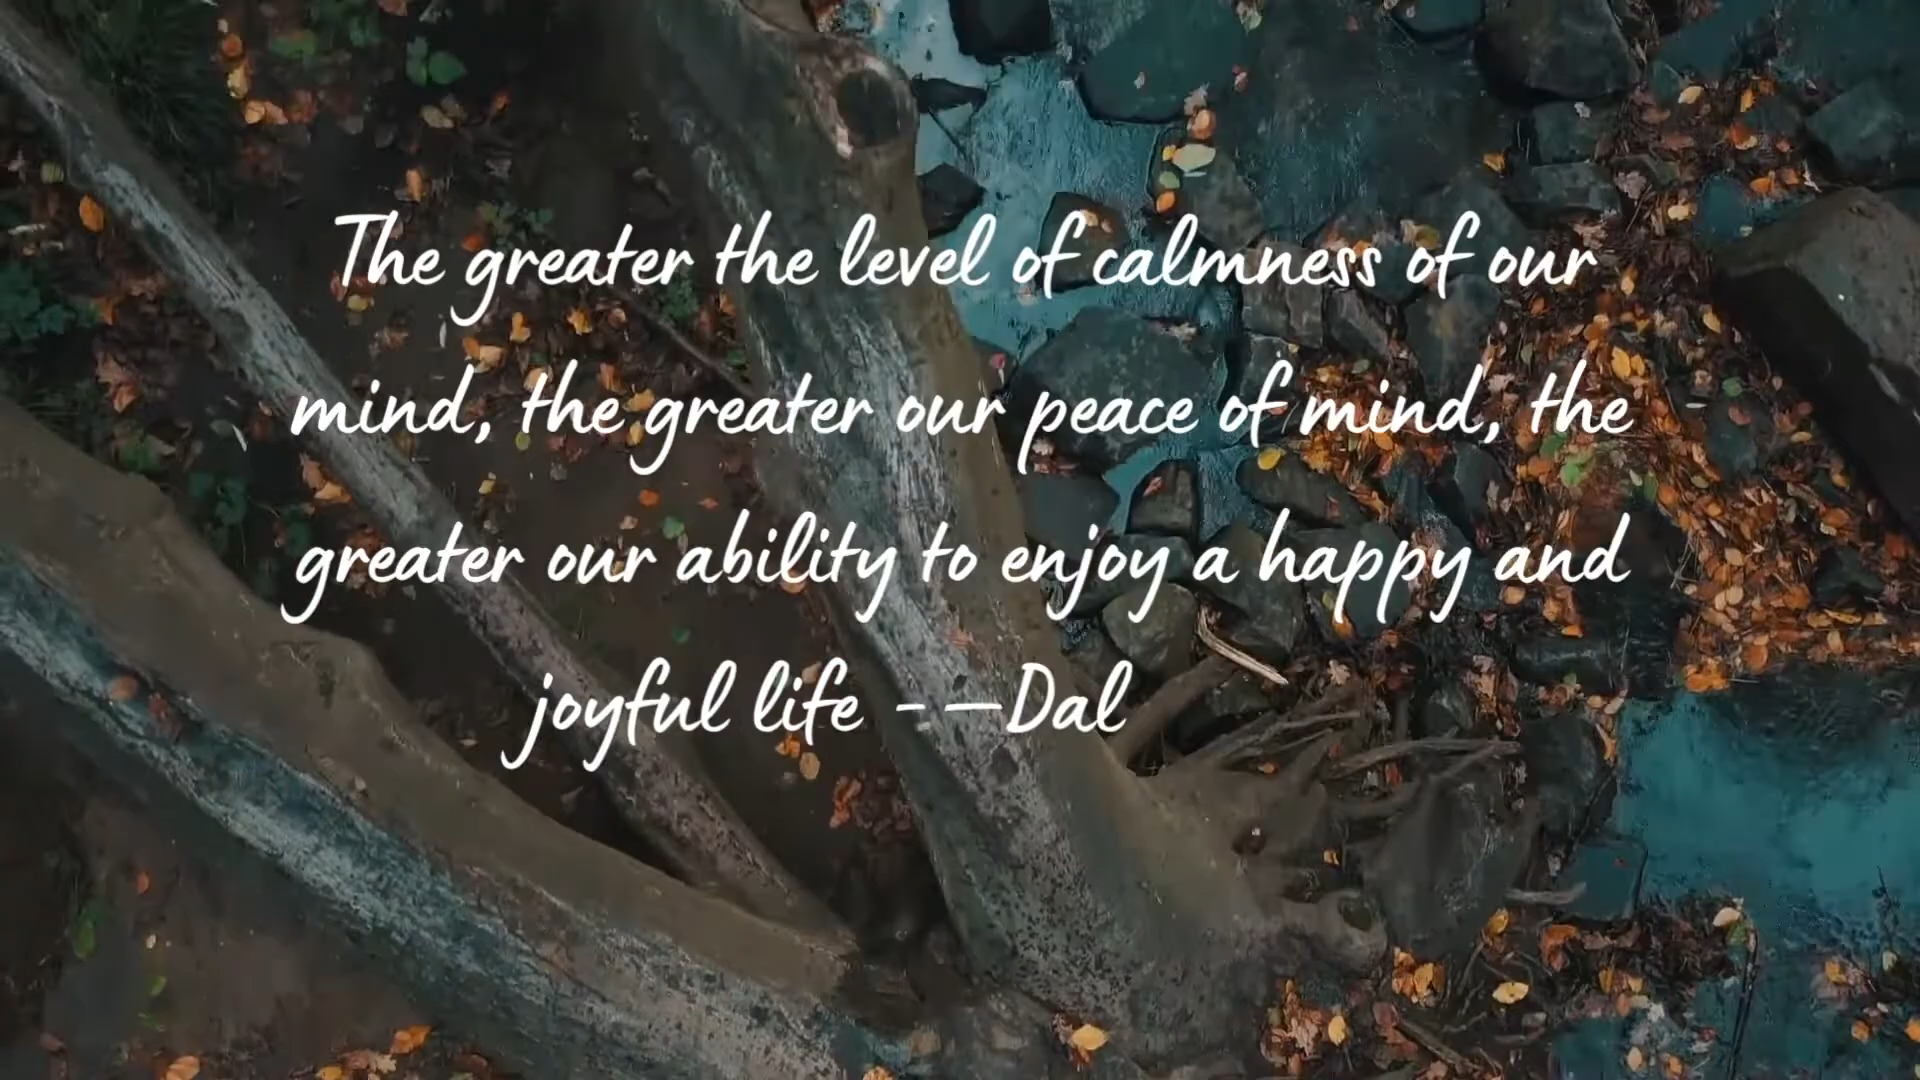 The greater the level of calmness of our
mind, the greater our peace of mind, the
greater our ability to enjoy a happy and
joyful life - —Dal